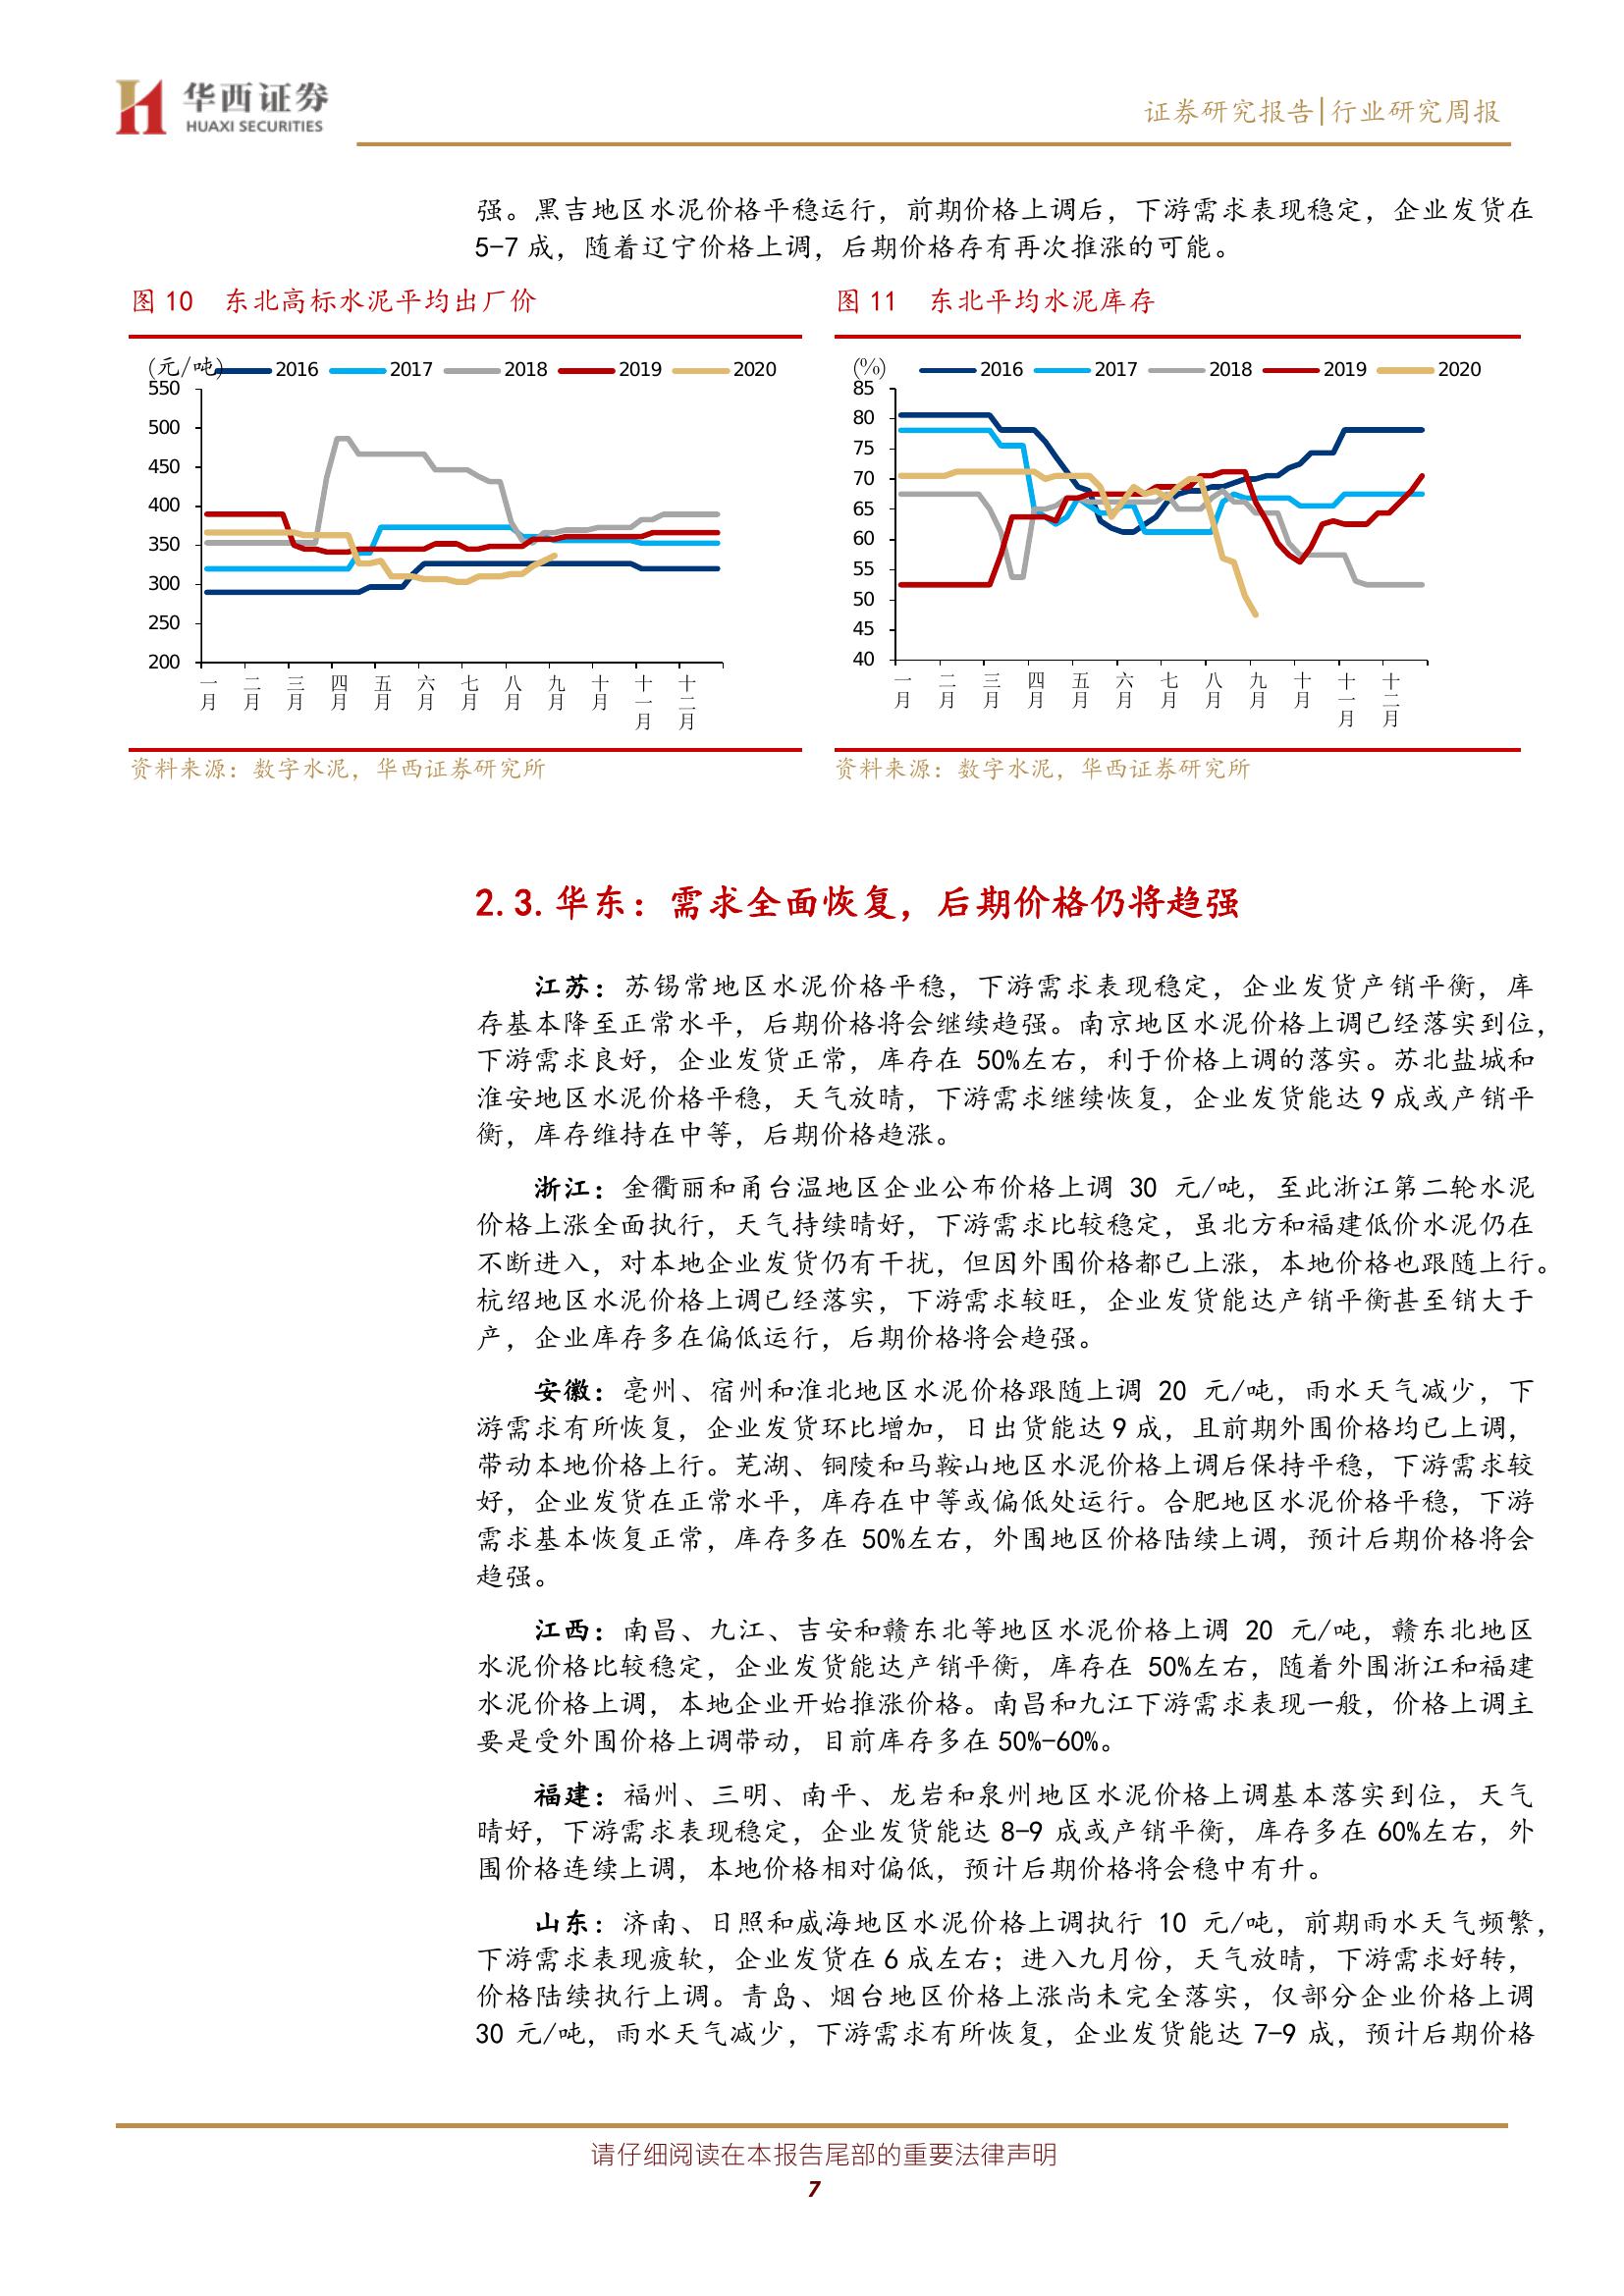 华西证券
HUAXI SECURITIES
证券研究报告|行业研究周报
强。黑吉地区水泥价格平稳运行，前期价格上调后，下游需求表现稳定，企业发货在
5-7 成，随着辽宁价格上调，后期价格存有再次推涨的可能。
图 10 东北高标水泥平均出厂价
图 11 东北平均水泥库存
(元/吨) 2016 2017 2018 2019 2020
550
500
450
400
350
300
250
200
一月 二月 三月 四月 五月 六月 七月 八月 九月 十月 十一月 十二月
(%) 2016 2017 2018 2019 2020
85
80
75
70
65
60
55
50
45
40
一月 二月 三月 四月 五月 六月 七月 八月 九月 十月 十一月 十二月
资料来源：数字水泥，华西证券研究所
资料来源：数字水泥，华西证券研究所
2.3.华东：需求全面恢复，后期价格仍将趋强
江苏：苏锡常地区水泥价格平稳，下游需求表现稳定，企业发货产销平衡，库
存基本降至正常水平，后期价格将会继续趋强。南京地区水泥价格上调已经落实到位，
下游需求良好，企业发货正常，库存在 50%左右，利于价格上调的落实。苏北盐城和
淮安地区水泥价格平稳，天气放晴，下游需求继续恢复，企业发货能达 9 成或产销平
衡，库存维持在中等，后期价格趋涨。
浙江：金衢丽和甬台温地区企业公布价格上调 30 元/吨，至此浙江第二轮水泥
价格上涨全面执行，天气持续晴好，下游需求比较稳定，虽北方和福建低价水泥仍在
不断进入，对本地企业发货仍有干扰，但因外围价格都已上涨，本地价格也跟随上行。
杭绍地区水泥价格上调已经落实，下游需求较旺，企业发货能达产销平衡甚至销大于
产，企业库存多在偏低运行，后期价格将会趋强。
安徽：亳州、宿州和淮北地区水泥价格跟随上调 20 元/吨，雨水天气减少，下
游需求有所恢复，企业发货环比增加，日出货能达 9 成，且前期外围价格均已上调，
带动本地价格上行。芜湖、铜陵和马鞍山地区水泥价格上调后保持平稳，下游需求较
好，企业发货在正常水平，库存在中等或偏低处运行。合肥地区水泥价格平稳，下游
需求基本恢复正常，库存多在 50%左右，外围地区价格陆续上调，预计后期价格将会
趋强。
江西：南昌、九江、吉安和赣东北等地区水泥价格上调 20 元/吨，赣东北地区
水泥价格比较稳定，企业发货能达产销平衡，库存在 50%左右，随着外围浙江和福建
水泥价格上调，本地企业开始推涨价格。南昌和九江下游需求表现一般，价格上调主
要是受外围价格上调带动，目前库存多在 50%-60%。
福建：福州、三明、南平、龙岩和泉州地区水泥价格上调基本落实到位，天气
晴好，下游需求表现稳定，企业发货能达 8-9 成或产销平衡，库存多在 60%左右，外
围价格连续上调，本地价格相对偏低，预计后期价格将会稳中有升。
山东：济南、日照和威海地区水泥价格上调执行 10 元/吨，前期雨水天气频繁，
下游需求表现疲软，企业发货在 6 成左右；进入九月份，天气放晴，下游需求好转，
价格陆续执行上调。青岛、烟台地区价格上涨尚未完全落实，仅部分企业价格上调
30 元/吨，雨水天气减少，下游需求有所恢复，企业发货能达 7-9 成，预计后期价格
请仔细阅读在本报告尾部的重要法律声明
7